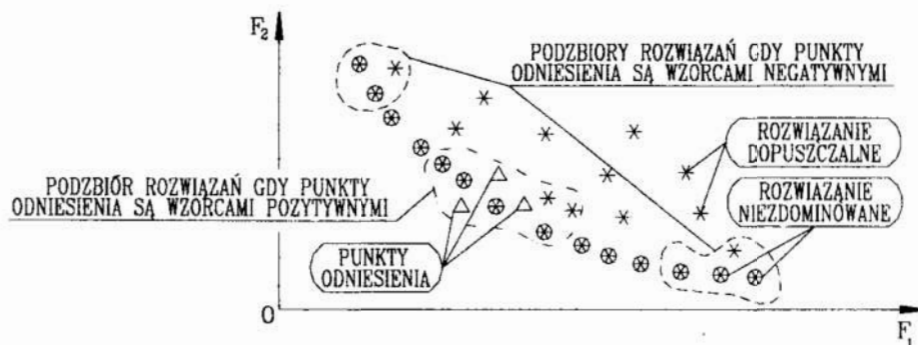 F₂
PODZBIORY ROZWIĄZAŃ GDY PUNKTY
ODNIESIENIA SĄ WZORCAMI NEGATYWNYMI
ROZWIĄZANIE
DOPUSZCZALNE
PODZBIÓR ROZWIĄZAŃ GDY PUNKTY
ODNIESIENIA SĄ WZORCAMI POZYTYWNYMI
ROZWIĄZANIE
NIEZDOMINOWANE
PUNKTY
ODNIESIENIA
0
F₁